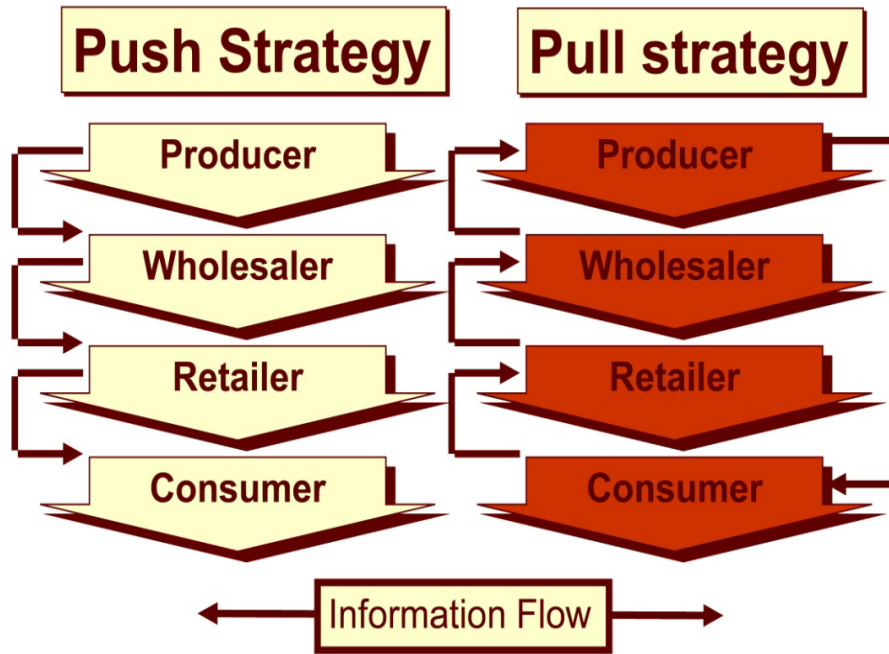 Push Strategy
Pull strategy
Producer
Wholesaler
Retailer
Consumer
Producer
Wholesaler
Retailer
Consumer
Information Flow